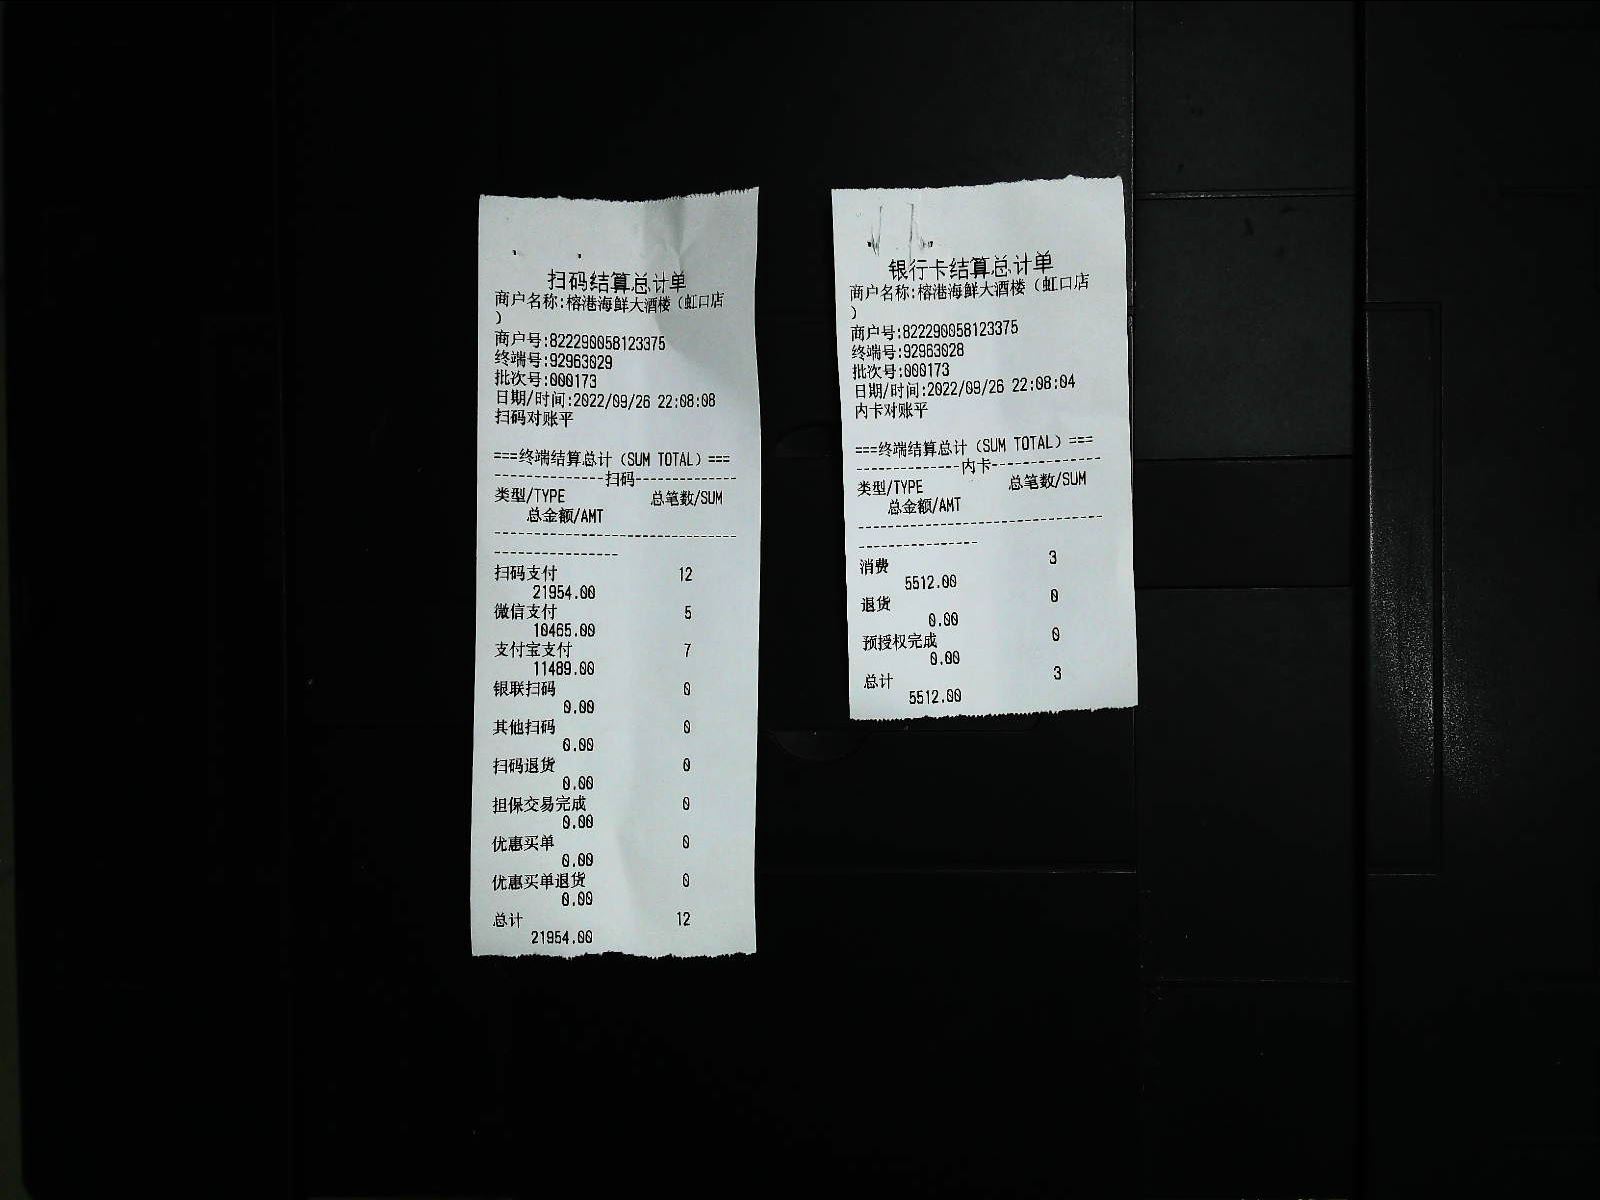 扫码结算总计单
商户名称:榕港海鲜大酒楼（虹口店
）
商户号:822290058123375
终端号:92963029
批次号:000173
日期/时间:2022/09/26 22:08:08
扫码对账平
===终端结算总计（SUM TOTAL）===
--------------扫码-------------
类型/TYPE 总笔数/SUM
总金额/AMT
-------------------------------
----------------
扫码支付 12
21954.00
微信支付 5
10465.00
支付宝支付 7
11489.00
银联扫码 0
0.00
其他扫码 0
0.00
扫码退货 0
0.00
担保交易完成 0
0.00
优惠买单 0
0.00
优惠买单退货 0
0.00
总计 12
21954.00
银行卡结算总计单
商户名称:榕港海鲜大酒楼（虹口店
）
商户号:822290058123375
终端号:92963028
批次号:000173
日期/时间:2022/09/26 22:08:04
内卡对账平
===终端结算总计（SUM TOTAL）===
--------------内卡--------------
类型/TYPE 总笔数/SUM
总金额/AMT
--------------------------------
----------------
消费 3
5512.00
退货 0
0.00
预授权完成 0
0.00
总计 3
5512.00